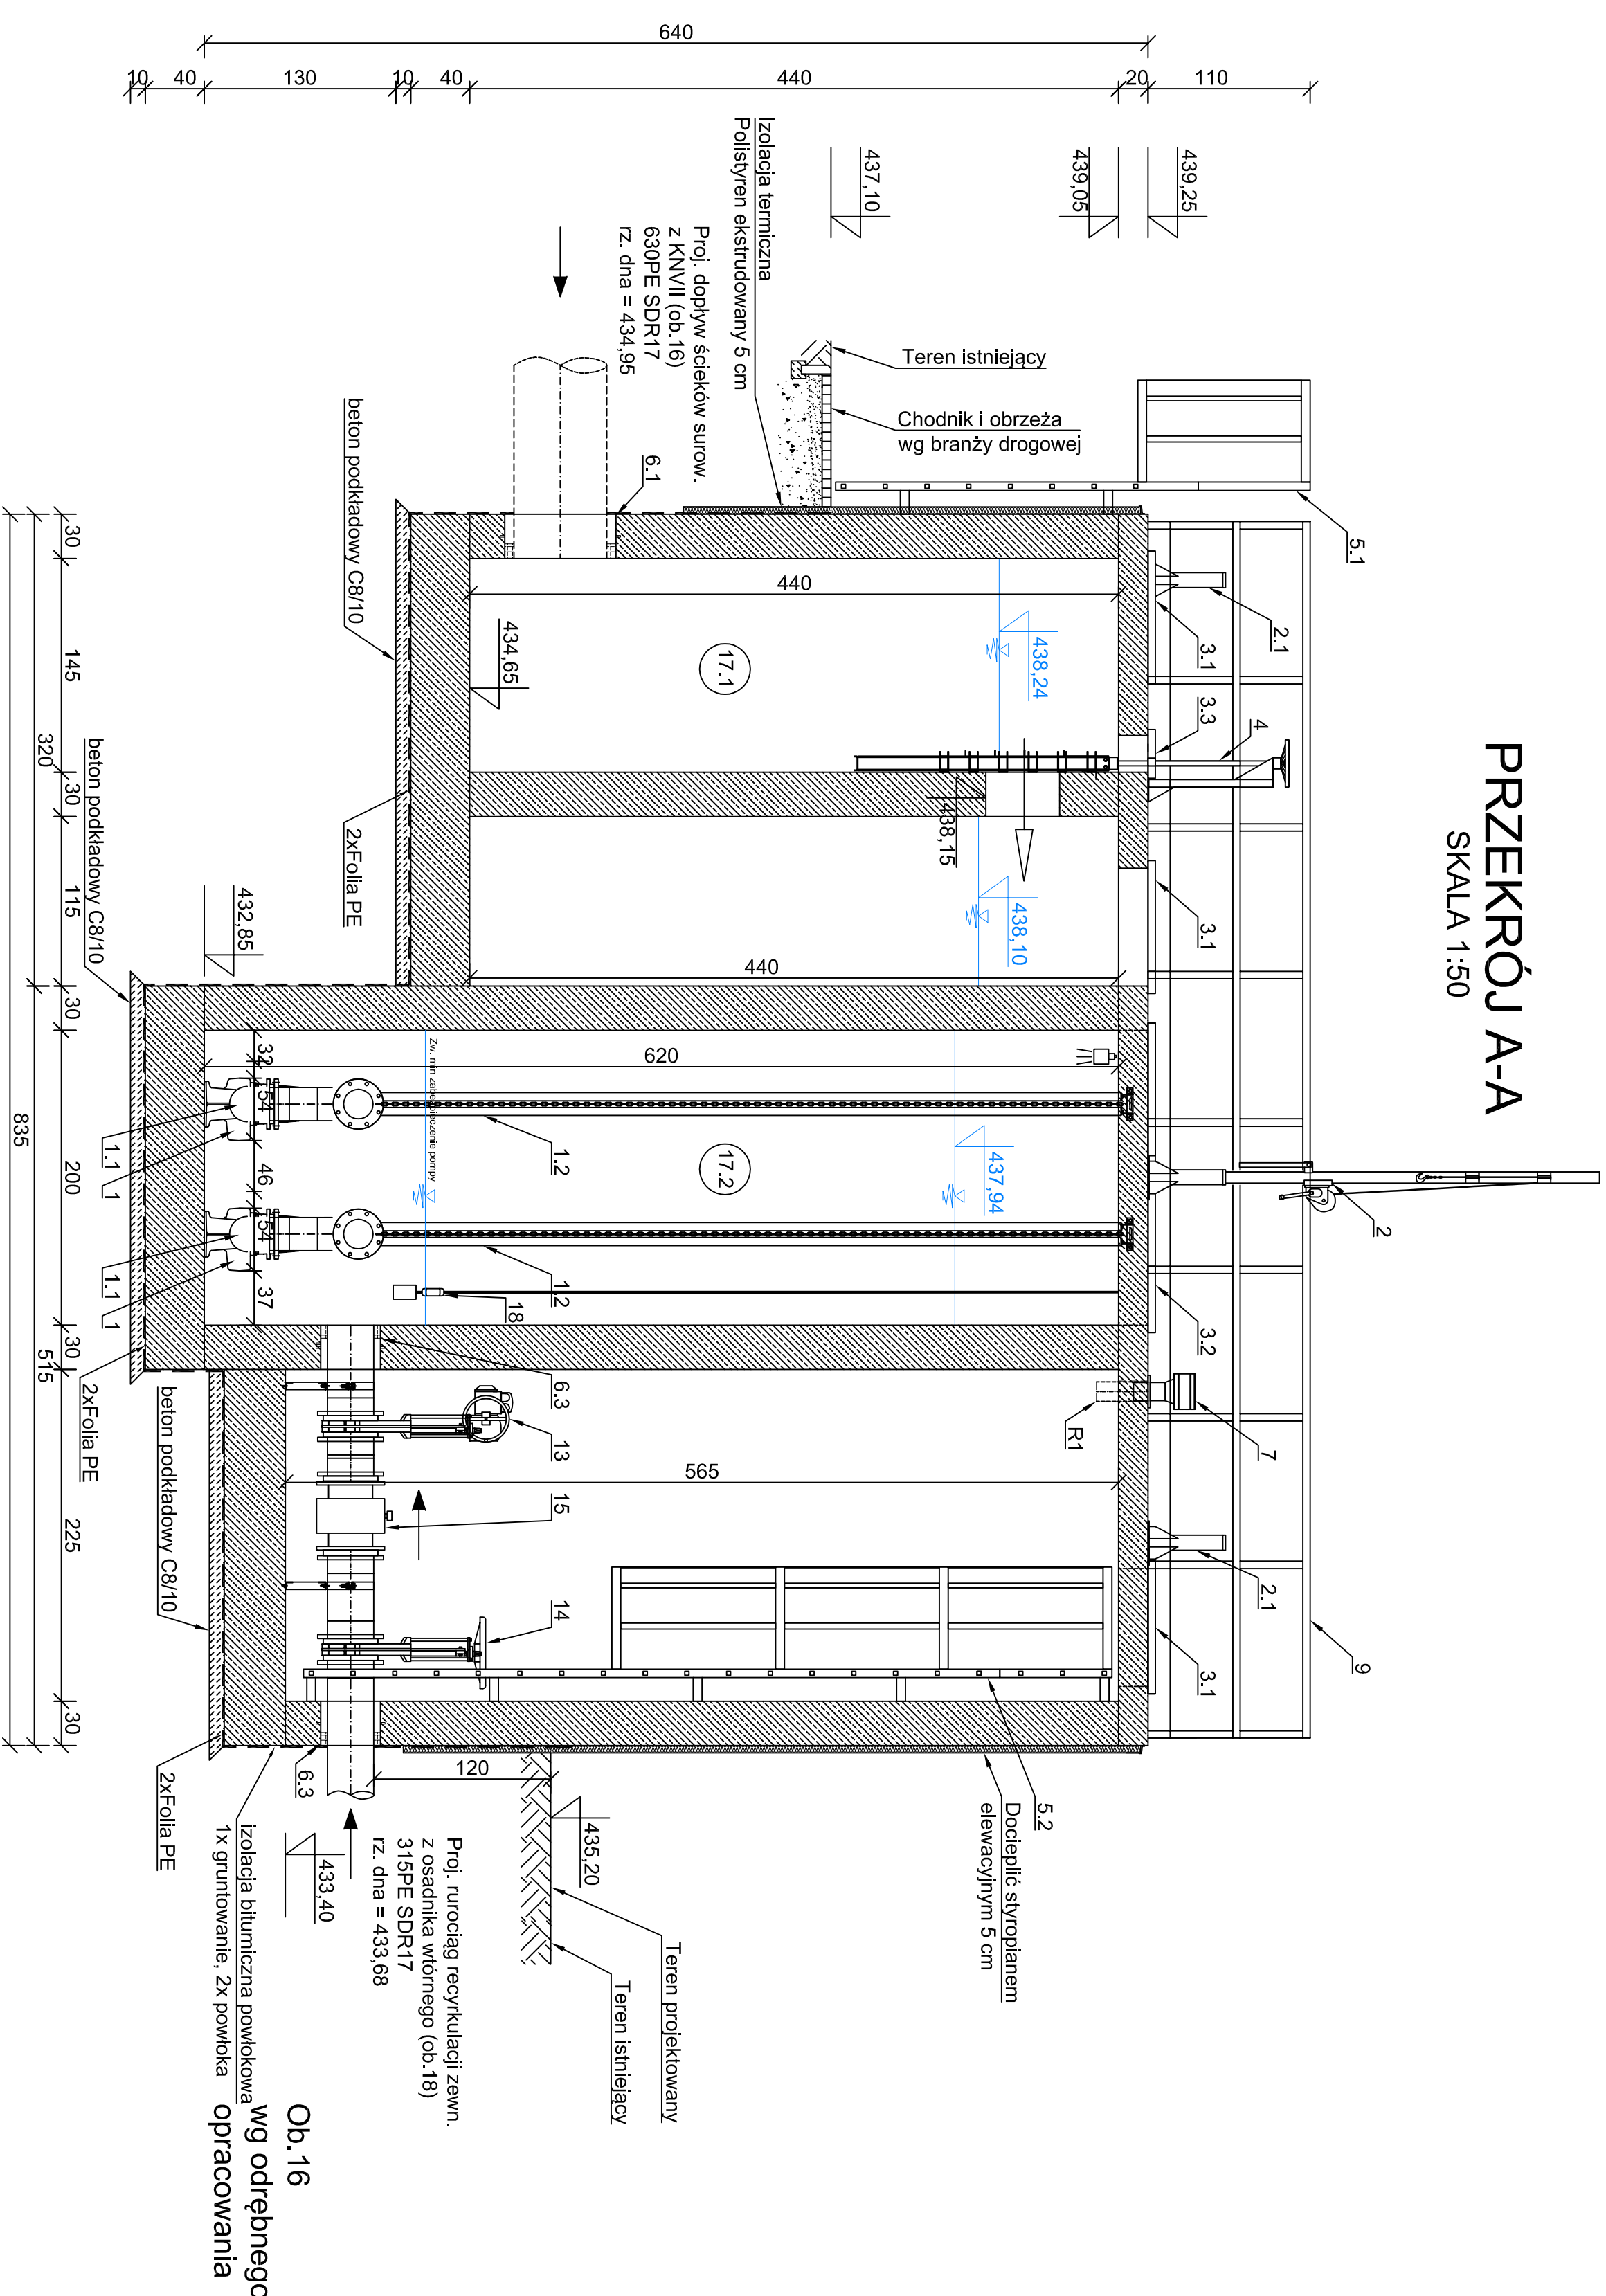 PRZEKRÓJ A-A
SKALA 1:50
640
10
40
130
10
40
440
20
110
439,25
439,05
437,10
Izolacja termiczna
Polistyren ekstrudowany 5 cm
Proj. dopływ ścieków surow.
z KNVII (ob.16)
630PE SDR17
rz. dna = 434,95
Teren istniejący
Chodnik i obrzeża
wg branży drogowej
beton podkładowy C8/10
6.1
5.1
2.1
3.1
3.3
4
3.1
2
3.2
7
R1
2.1
3.1
9
440
434,65
17.1
438,24
438,15
438,10
440
2xFolia PE
beton podkładowy C8/10
432,85
620
32
54
46
54
37
Zw. min zabezpieczenie pompy
1.2
17.2
437,94
1.2
18
1.1
1
1.1
1
6.3
13
15
14
565
2xFolia PE
beton podkładowy C8/10
6.3
120
435,20
433,40
5.2
Docieplić styropianem
elewacyjnym 5 cm
Teren projektowany
Teren istniejący
Proj. rurociąg recyrkulacji zewn.
z osadnika wtórnego (ob.18)
315PE SDR17
rz. dna = 433,68
izolacja bitumiczna powłokowa
1x gruntowanie, 2x powłoka
2xFolia PE
Ob.16
wg odrębnego
opracowania
30
145
30
115
30
200
30
225
30
320
515
835